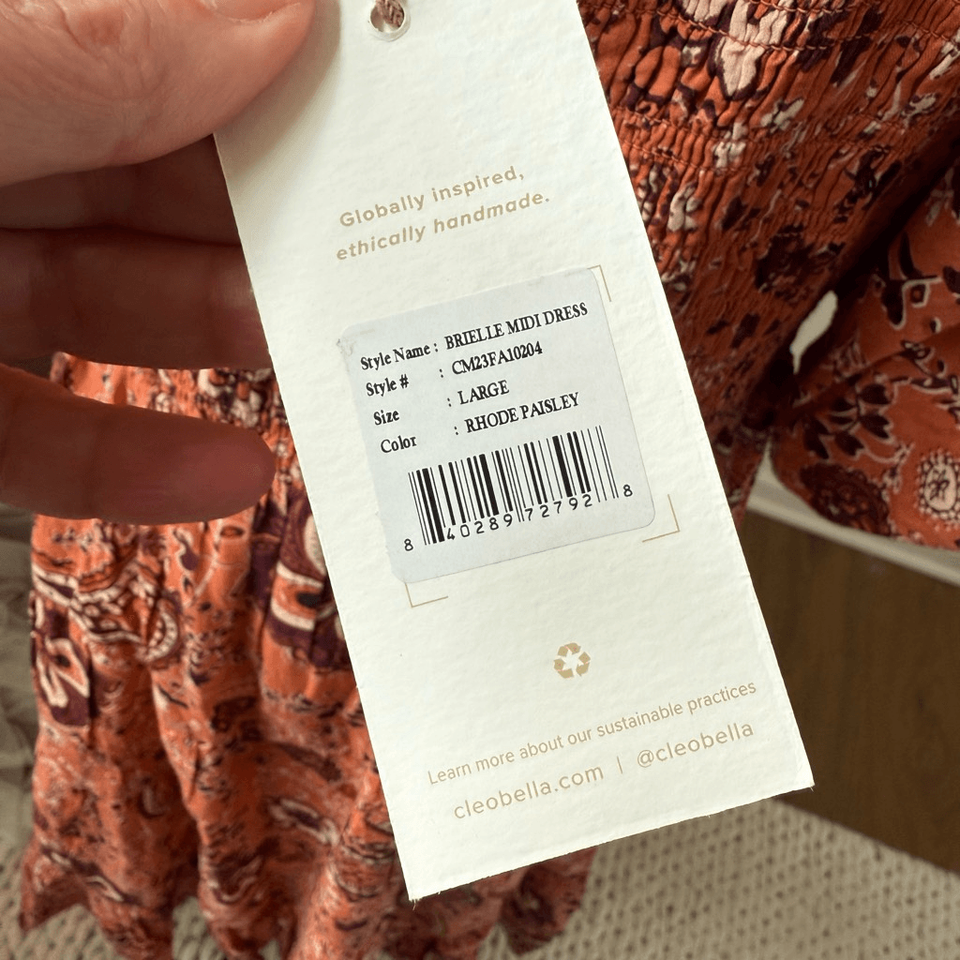 Globally inspired,
ethically handmade.
Style Name : BRIELLE MIDI DRESS
Style # : CM23FA10204
Size : LARGE
Color : RHODE PAISLEY
8 40289 72792 8
Learn more about our sustainable practices
cleobella.com | @cleobella